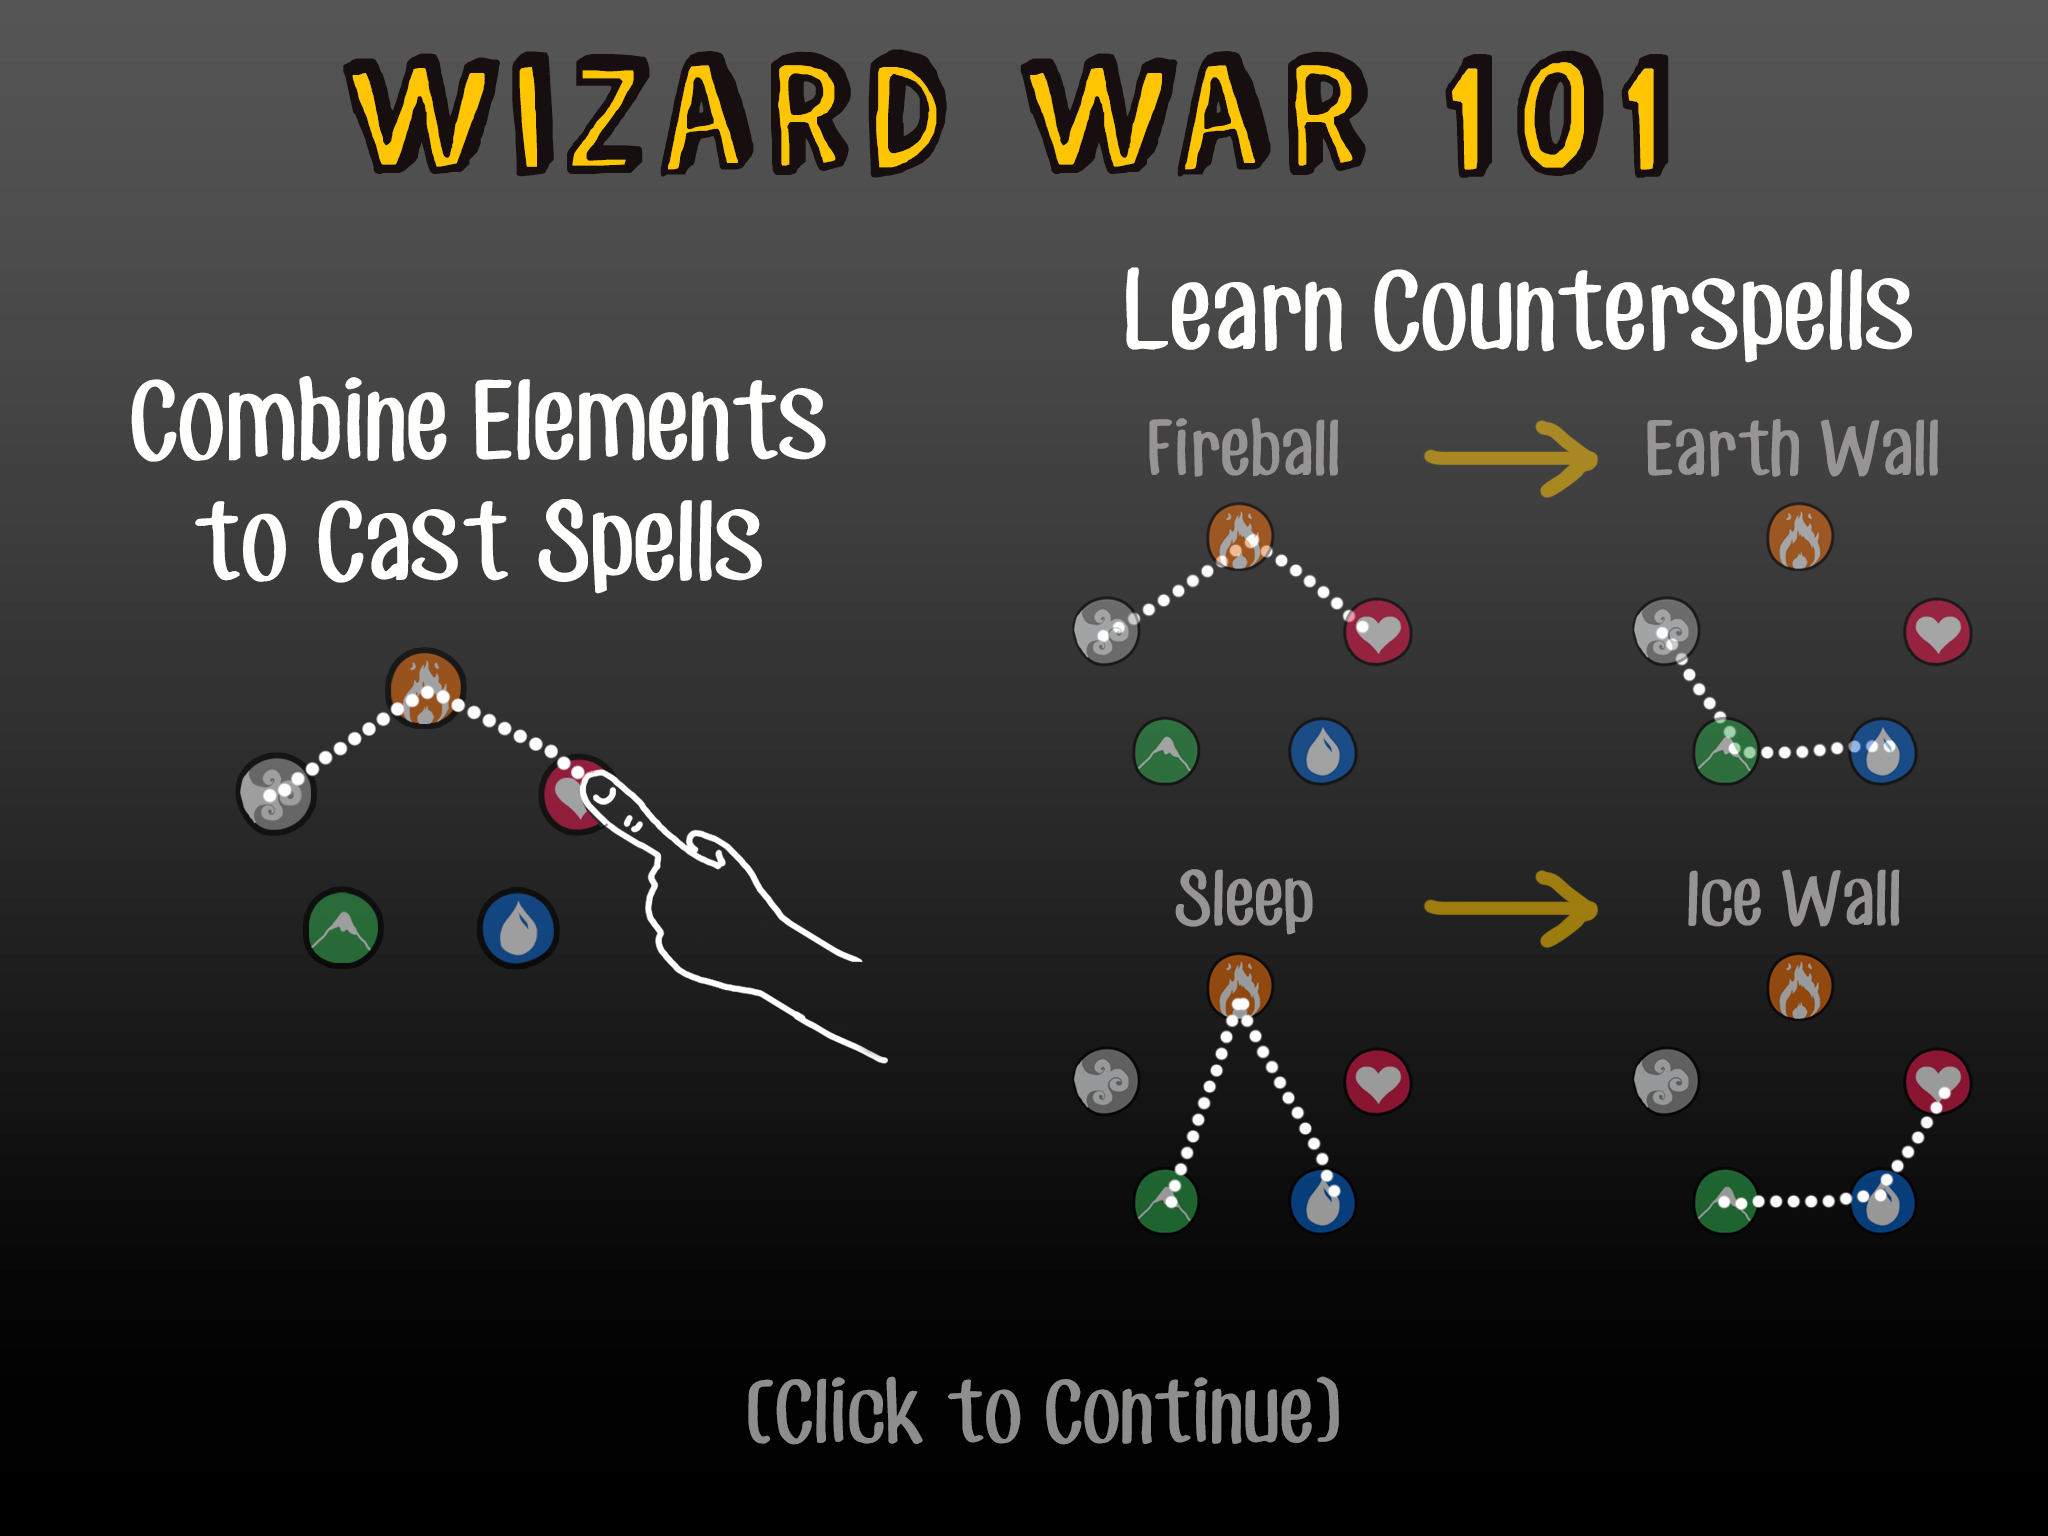 WIZARD WAR 101
Combine Elements
to Cast Spells
Learn Counterspells
Fireball
Earth Wall
Sleep
Ice Wall
(Click to Continue)